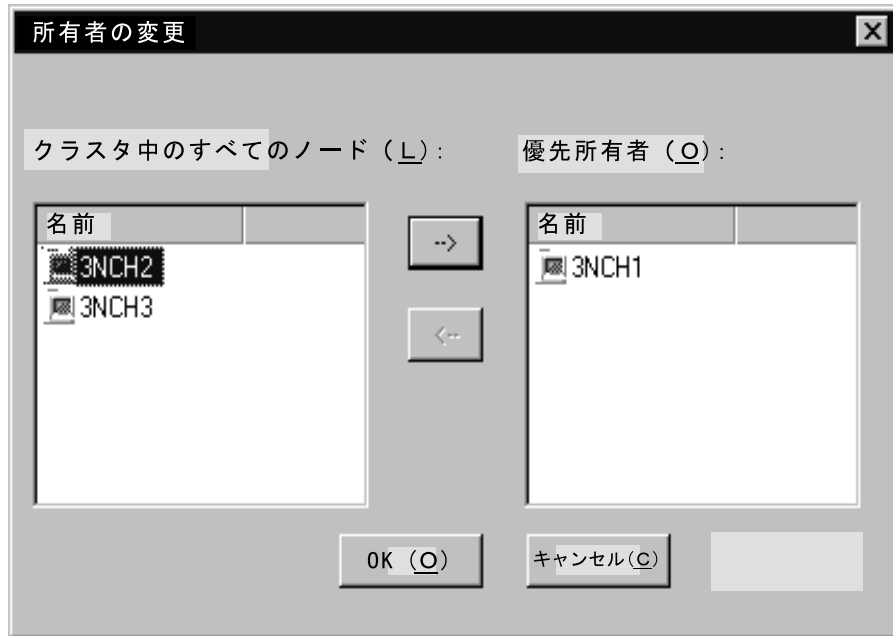 所有者の変更
クラスタ中のすべてのノード (L):
優先所有者 (O):
名前
3NCH2
3NCH3
-->
<--
名前
3NCH1
OK (O)
キャンセル(C)